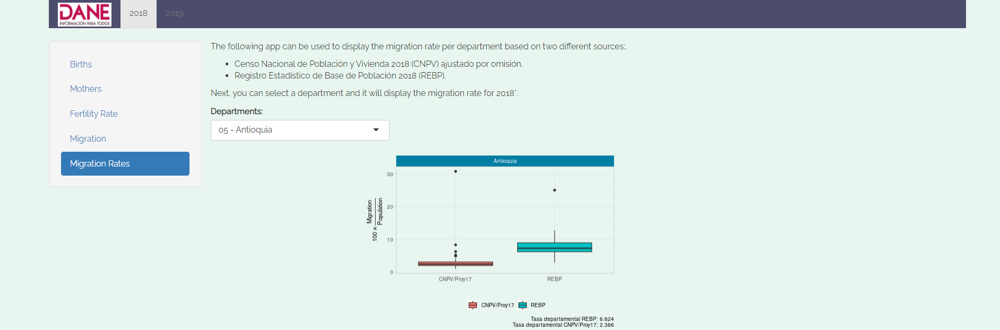 DANE
INFORMACIÓN PARA TODOS
2018
2019
Births
Mothers
Fertility Rate
Migration
Migration Rates
The following app can be used to display the migration rate per department based on two different sources:.
• Censo Nacional de Población y Vivienda 2018 (CNPV) ajustado por omisión.
• Registro Estadístico de Base de Población 2018 (REBP).
Next, you can select a department and it will display the migration rate for 2018*.
Departments:
05 - Antioquia
Antioquia
30
20
10
0
100 × Migration
Population
CNPV/Proy17
REBP
CNPV/Proy17
REBP
Tasa departamental REBP: 6.624
Tasa departamental CNPV/Proy17: 2.366